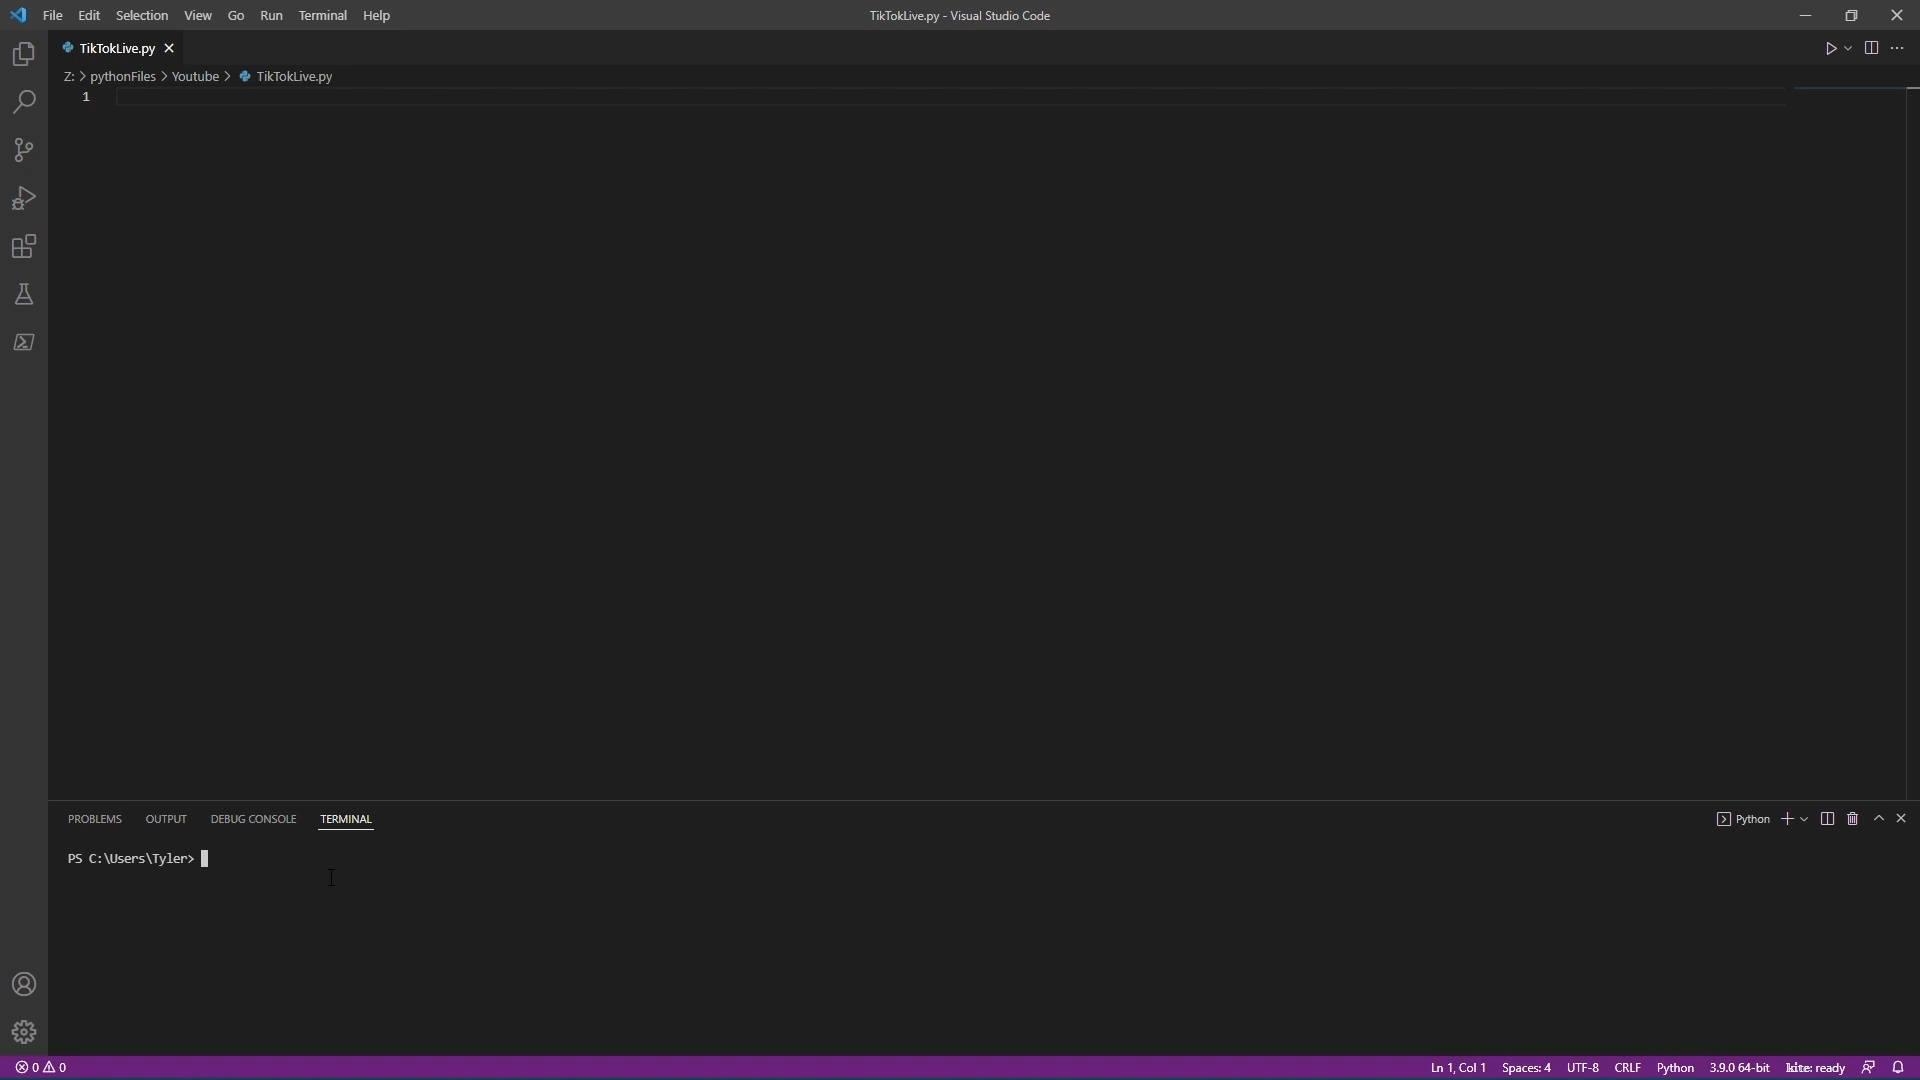 File Edit Selection View Go Run Terminal Help TikTokLive.py - Visual Studio Code
TikTokLive.py
Z: > pythonFiles > Youtube > TikTokLive.py
1
PROBLEMS OUTPUT DEBUG CONSOLE TERMINAL Python
PS C:\Users\Tyler>
0 0 Ln 1, Col 1 Spaces: 4 UTF-8 CRLF Python 3.9.0 64-bit kite: ready